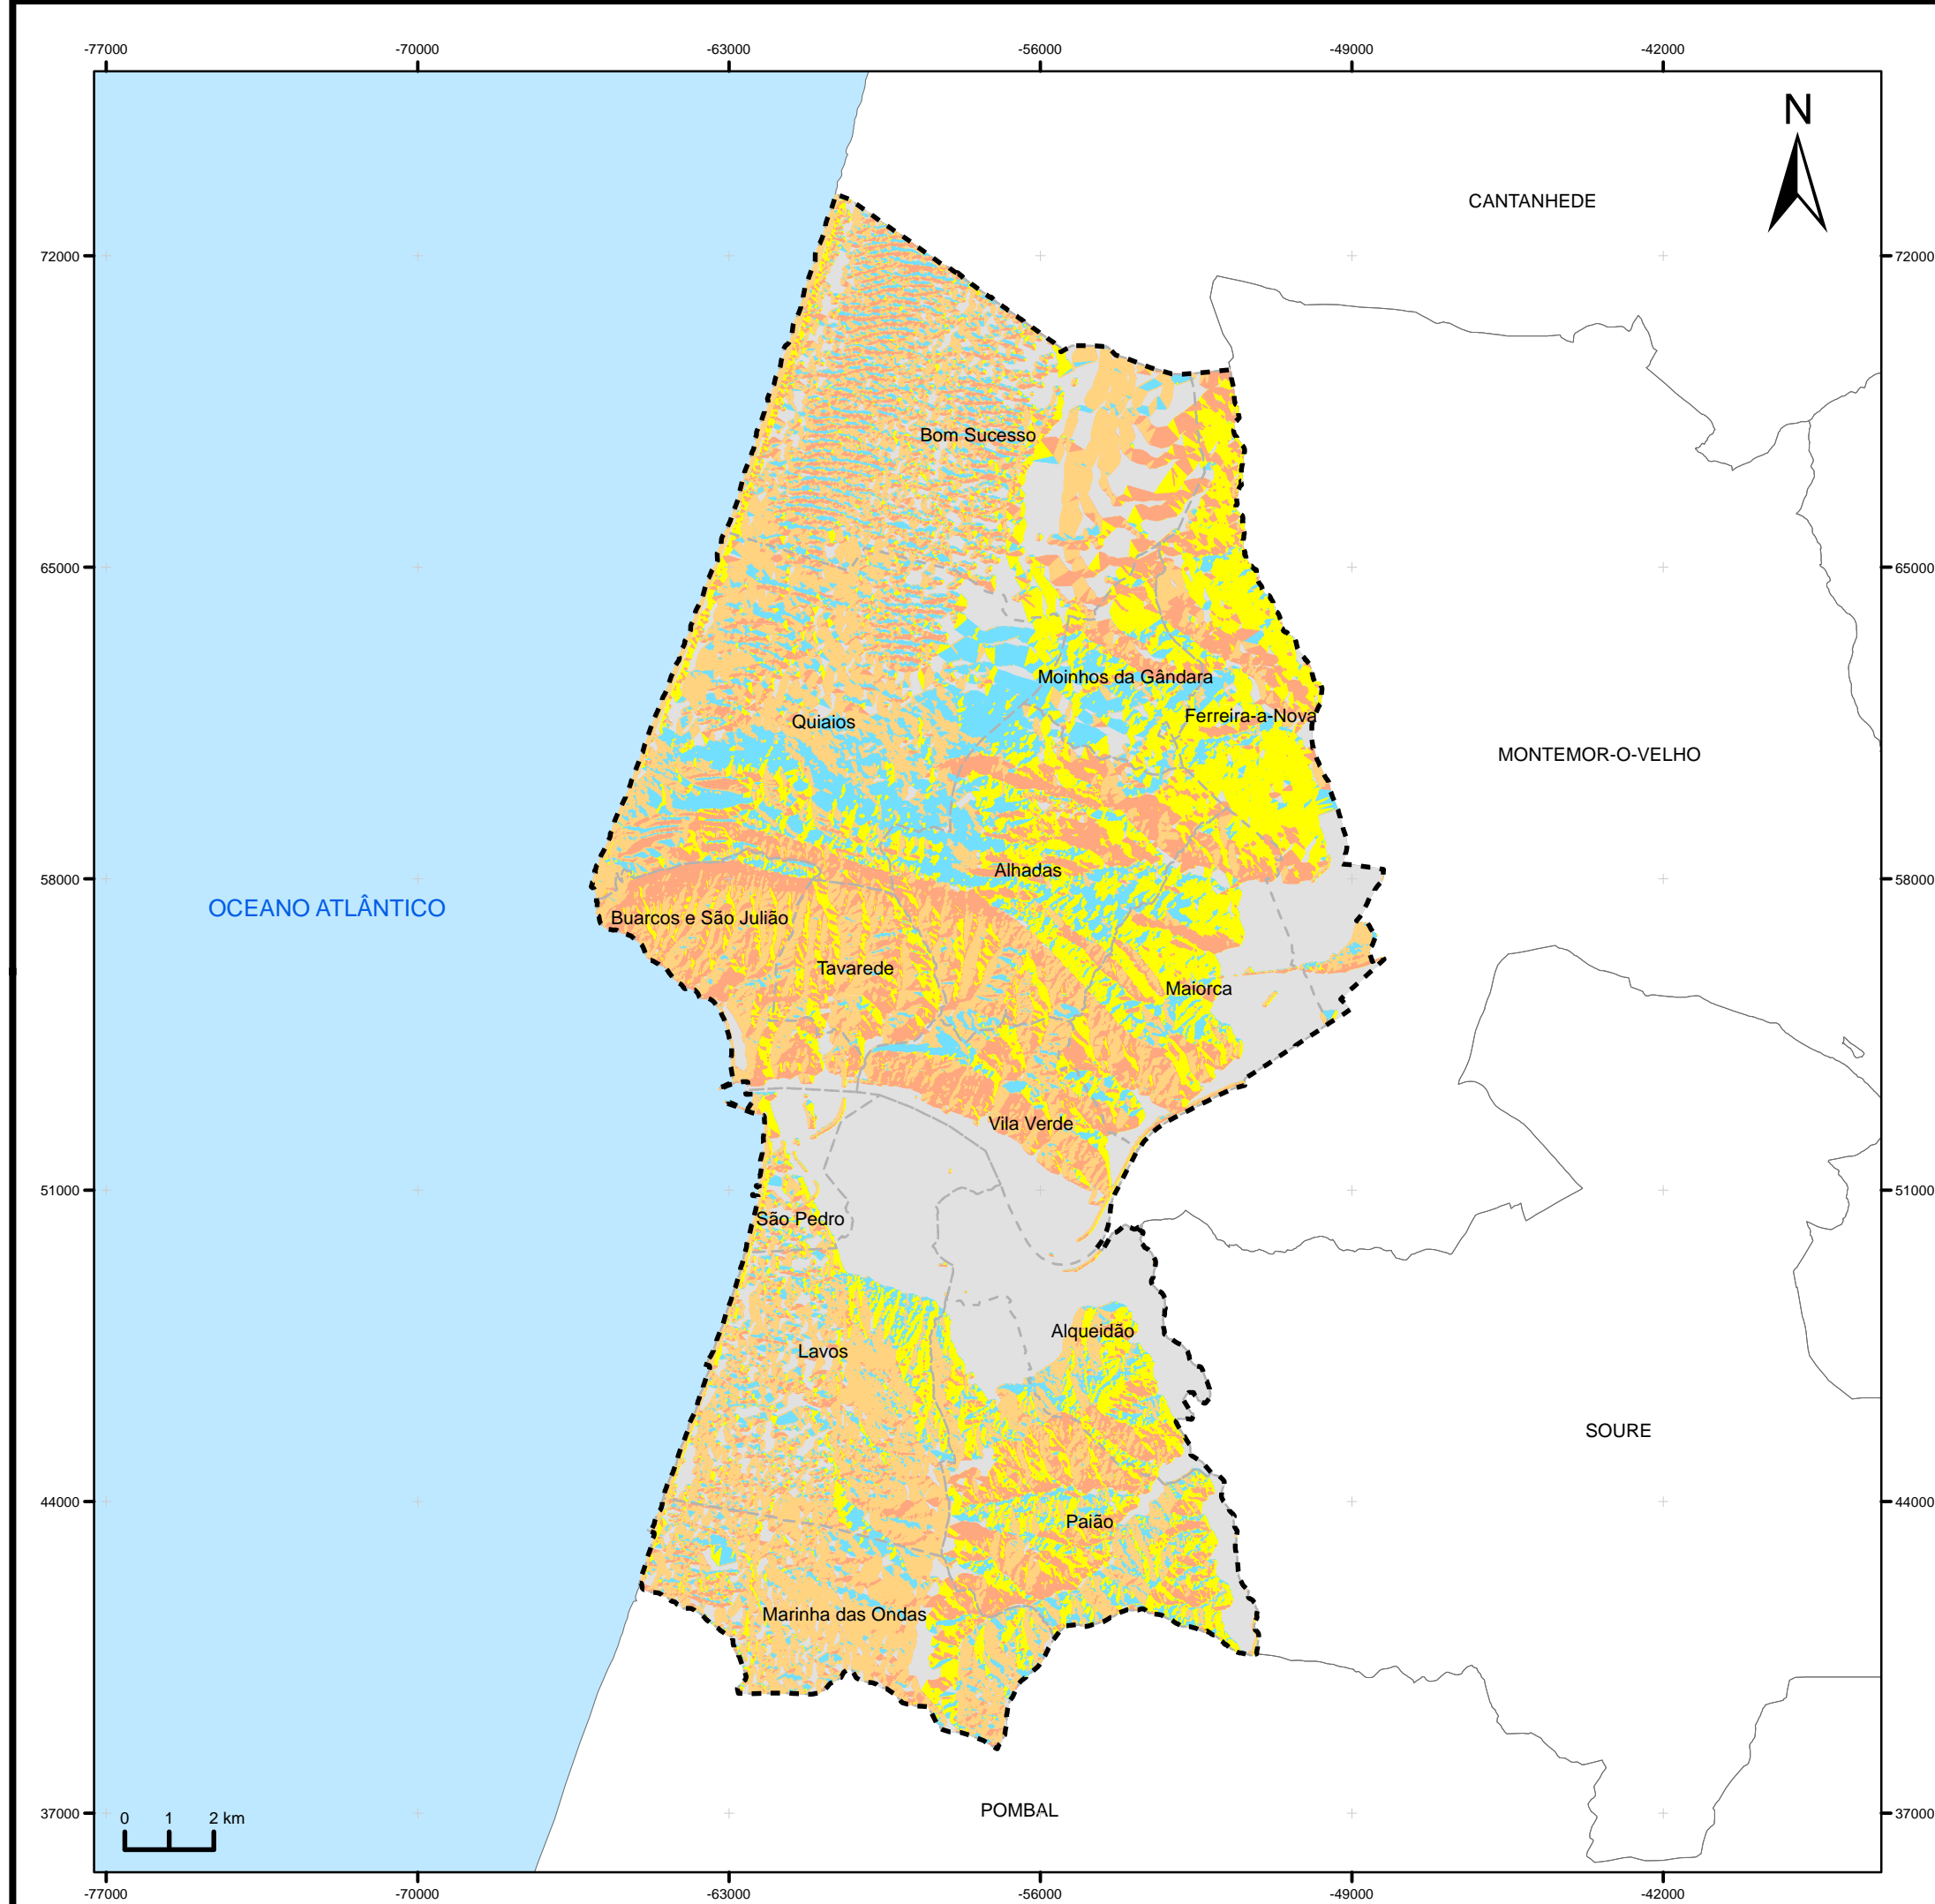 -77000 -70000 -63000 -56000 -49000 -42000
N
CANTANHEDE
72000 72000
Bom Sucesso
65000 65000
Moinhos da Gândara
Ferreira-a-Nova
Quiaios
MONTEMOR-O-VELHO
Alhadas
58000 58000
OCEANO ATLÂNTICO
Buarcos e São Julião
Tavarede
Maiorca
Vila Verde
51000 51000
São Pedro
Alqueidão
Lavos
SOURE
44000 44000
Paião
Marinha das Ondas
POMBAL
37000 37000
0 1 2 km
-77000 -70000 -63000 -56000 -49000 -42000